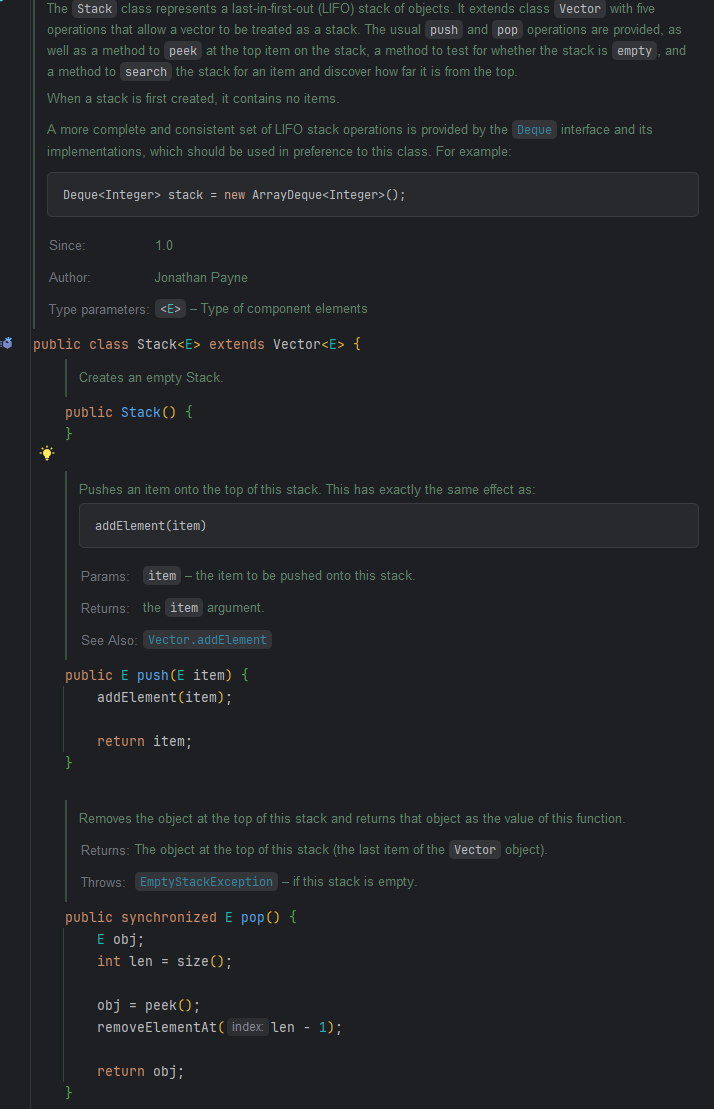 The Stack class represents a last-in-first-out (LIFO) stack of objects. It extends class Vector with five
operations that allow a vector to be treated as a stack. The usual push and pop operations are provided, as
well as a method to peek at the top item on the stack, a method to test for whether the stack is empty, and
a method to search the stack for an item and discover how far it is from the top.
When a stack is first created, it contains no items.
A more complete and consistent set of LIFO stack operations is provided by the Deque interface and its
implementations, which should be used in preference to this class. For example:
Deque<Integer> stack = new ArrayDeque<Integer>();
Since: 1.0
Author: Jonathan Payne
Type parameters: <E> – Type of component elements
public class Stack<E> extends Vector<E> {
Creates an empty Stack.
public Stack() {
}
Pushes an item onto the top of this stack. This has exactly the same effect as:
addElement(item)
Params: item – the item to be pushed onto this stack.
Returns: the item argument.
See Also: Vector.addElement
public E push(E item) {
addElement(item);
return item;
}
Removes the object at the top of this stack and returns that object as the value of this function.
Returns: The object at the top of this stack (the last item of the Vector object).
Throws: EmptyStackException – if this stack is empty.
public synchronized E pop() {
E obj;
int len = size();
obj = peek();
removeElementAt( index: len - 1);
return obj;
}